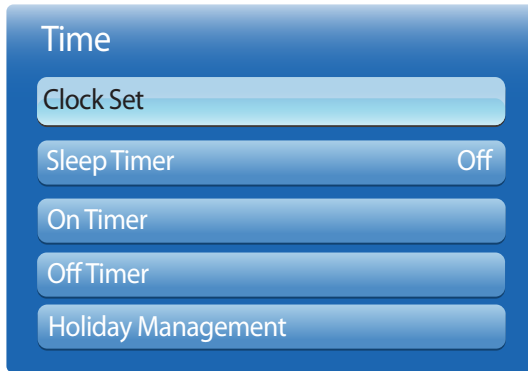 Time
Clock Set
Sleep Timer Off
On Timer
Off Timer
Holiday Management